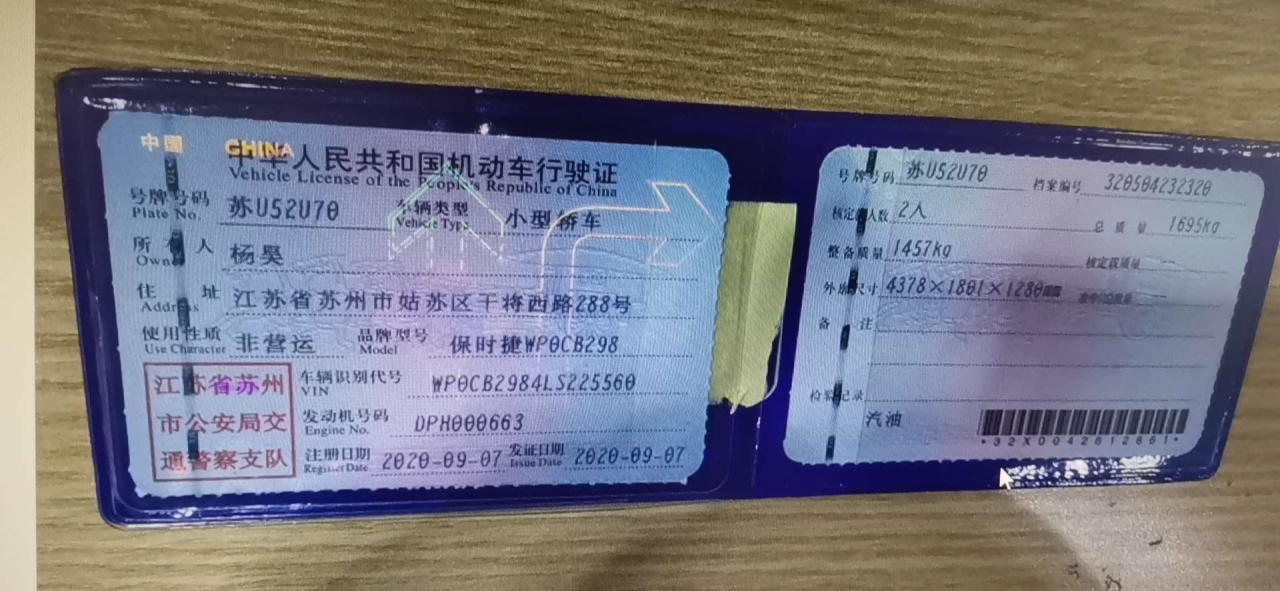 中国 CHINA
中华人民共和国机动车行驶证
Vehicle License of the People's Republic of China
号牌号码 苏U52U70 车辆类型 小型轿车
Plate No. Vehicle Type
所有人 杨昊
Owner
住址 江苏省苏州市姑苏区干将西路288号
Address
使用性质 非营运 品牌型号 保时捷WP0CB298
Use Character Model
江苏省苏州
市公安局交
通警察支队
车辆识别代号 WP0CB2984LS225560
VIN
发动机号码 DPH000663
Engine No.
注册日期 2020-09-07 发证日期 2020-09-07
Register Date Issue Date
号牌号码 苏U52U70 档案编号 320504232320
核定载人数 2人 总质量 1695kg
整备质量 1457kg 核定载质量 --
外廓尺寸 4378×1801×1280mm 准牵引总质量 --
备注
检验记录
汽油
*32X0042812861*